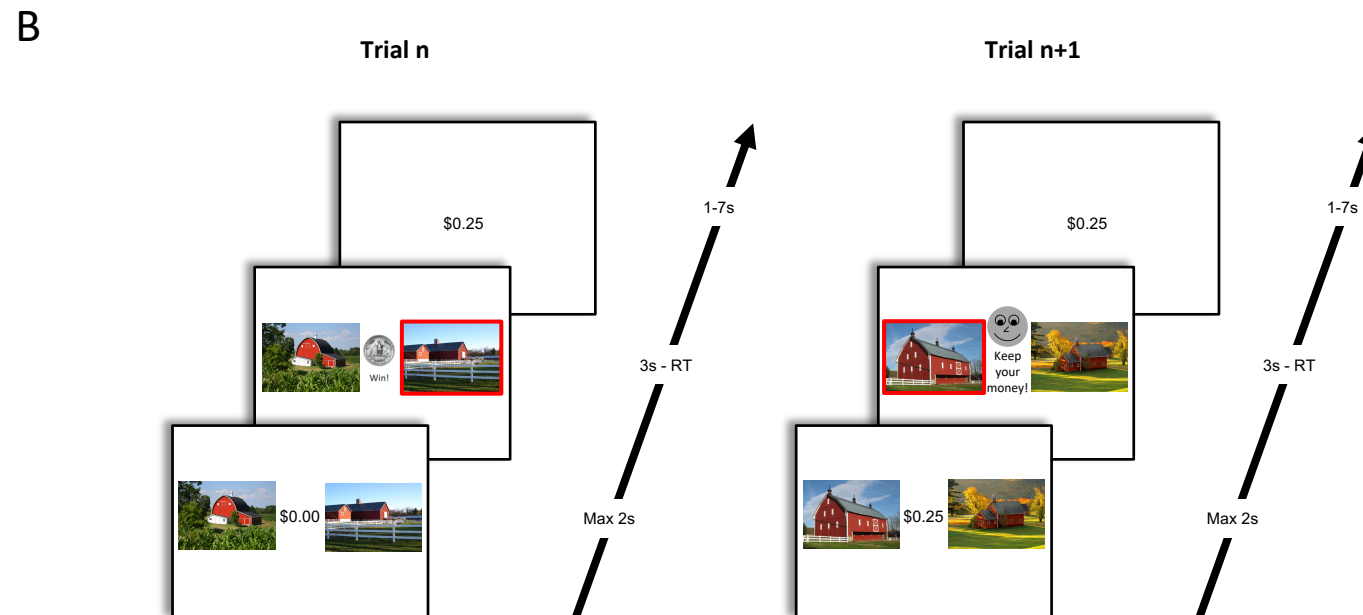 B
Trial n
Trial n+1
$0.25
1-7s
$0.25
1-7s
Win!
3s - RT
Keep
your
money!
3s - RT
$0.00
Max 2s
$0.25
Max 2s